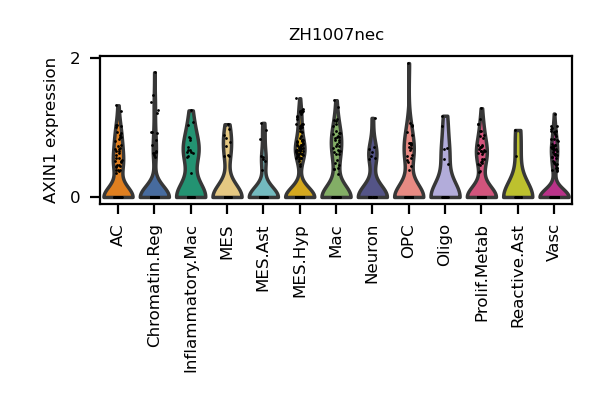 ZH1007nec
AXIN1 expression
2
0
AC
Chromatin.Reg
Inflammatory.Mac
MES
MES.Ast
MES.Hyp
Mac
Neuron
OPC
Oligo
Prolif.Metab
Reactive.Ast
Vasc